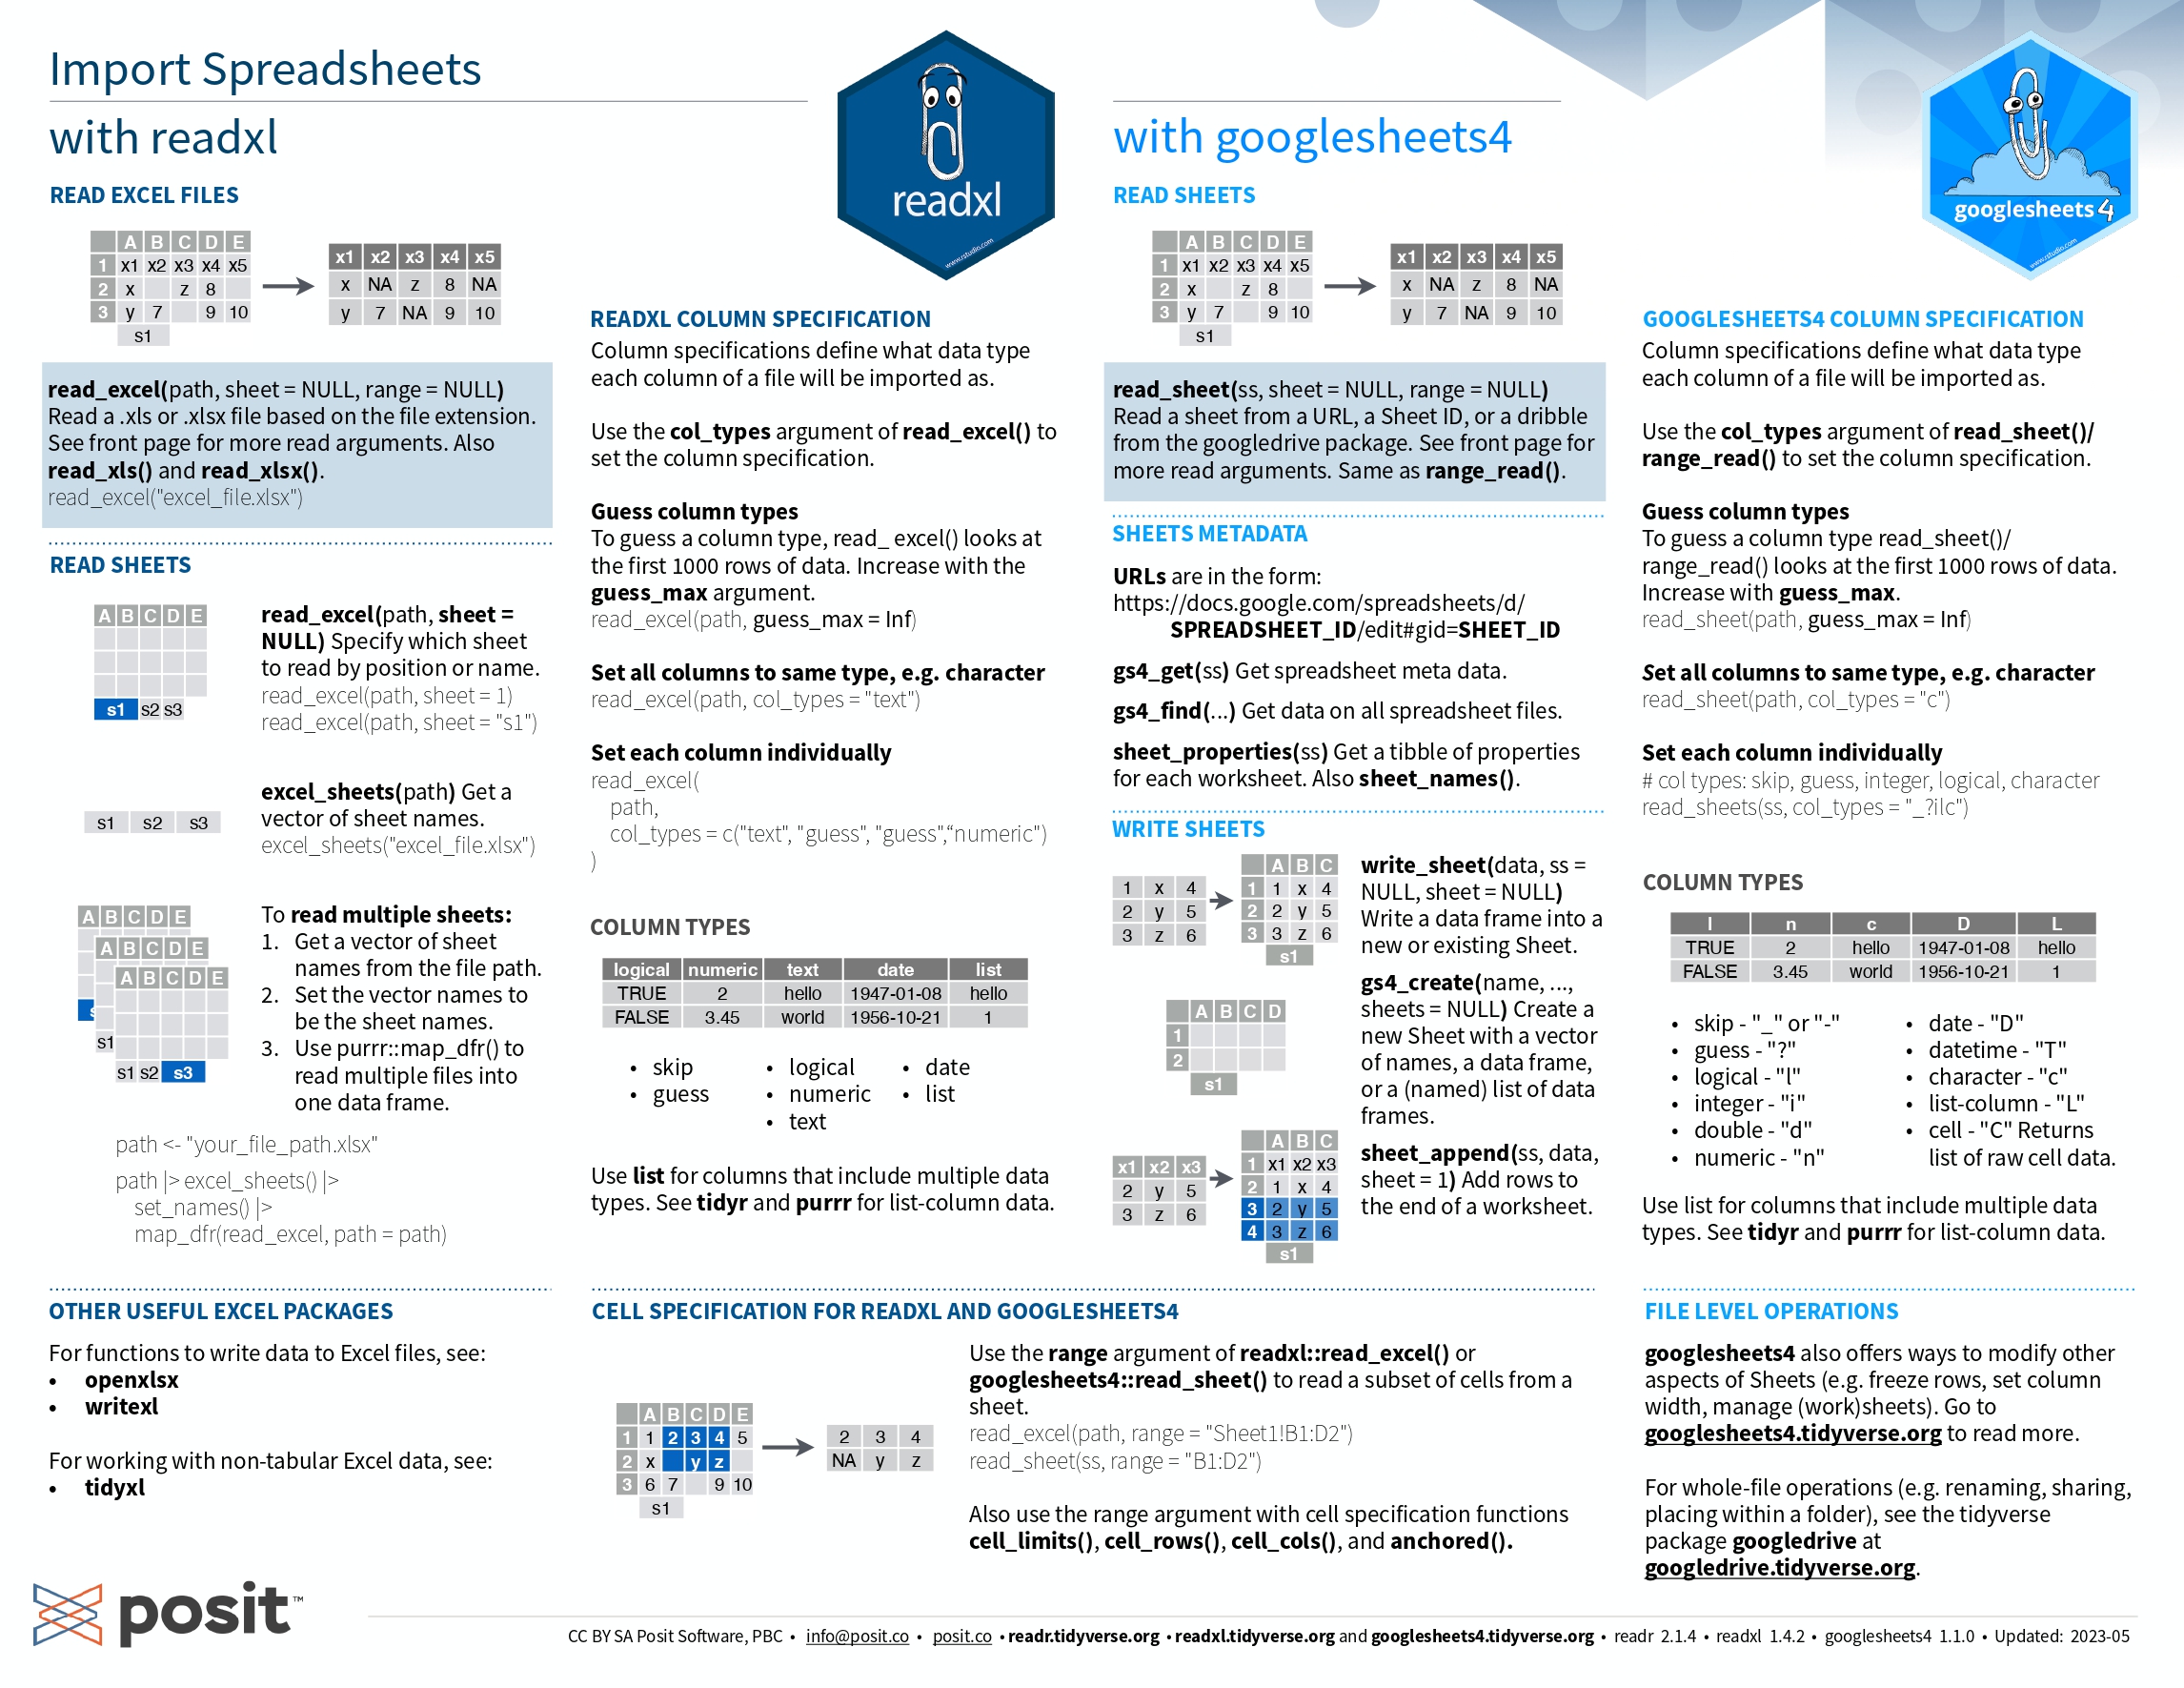 Import Spreadsheets
with readxl
READ EXCEL FILES
A B C D E
1 x1 x2 x3 x4 x5
2 x z 8
3 y 7 9 10
s1
x1 x2 x3 x4 x5
x NA z 8 NA
y 7 NA 9 10
read_excel(path, sheet = NULL, range = NULL)
Read a .xls or .xlsx file based on the file extension.
See front page for more read arguments. Also
read_xls() and read_xlsx().
read_excel("excel_file.xlsx")
READ SHEETS
A B C D E
s1 s2 s3
read_excel(path, sheet =
NULL) Specify which sheet
to read by position or name.
read_excel(path, sheet = 1)
read_excel(path, sheet = "s1")
s1 s2 s3
excel_sheets(path) Get a
vector of sheet names.
excel_sheets("excel_file.xlsx")
A B C D E
A B C D E
A B C D E
s
s1
s1 s2 s3
To read multiple sheets:
1. Get a vector of sheet
names from the file path.
2. Set the vector names to
be the sheet names.
3. Use purrr::map_dfr() to
read multiple files into
one data frame.
path <- "your_file_path.xlsx"
path |> excel_sheets() |>
set_names() |>
map_dfr(read_excel, path = path)
OTHER USEFUL EXCEL PACKAGES
For functions to write data to Excel files, see:
• openxlsx
• writexl
For working with non-tabular Excel data, see:
• tidyxl
readxl
www.rstudio.com
READXL COLUMN SPECIFICATION
Column specifications define what data type
each column of a file will be imported as.
Use the col_types argument of read_excel() to
set the column specification.
Guess column types
To guess a column type, read_ excel() looks at
the first 1000 rows of data. Increase with the
guess_max argument.
read_excel(path, guess_max = Inf)
Set all columns to same type, e.g. character
read_excel(path, col_types = "text")
Set each column individually
read_excel(
path,
col_types = c("text", "guess", "guess",“numeric")
)
COLUMN TYPES
logical numeric text date list
TRUE 2 hello 1947-01-08 hello
FALSE 3.45 world 1956-10-21 1
• skip
• guess
• logical
• numeric
• text
• date
• list
Use list for columns that include multiple data
types. See tidyr and purrr for list-column data.
CELL SPECIFICATION FOR READXL AND GOOGLESHEETS4
A B C D E
1 1 2 3 4 5
2 x y z
3 6 7 9 10
s1
2 3 4
NA y z
Use the range argument of readxl::read_excel() or
googlesheets4::read_sheet() to read a subset of cells from a
sheet.
read_excel(path, range = "Sheet1!B1:D2")
read_sheet(ss, range = "B1:D2")
Also use the range argument with cell specification functions
cell_limits(), cell_rows(), cell_cols(), and anchored().
with googlesheets4
READ SHEETS
A B C D E
1 x1 x2 x3 x4 x5
2 x z 8
3 y 7 9 10
s1
x1 x2 x3 x4 x5
x NA z 8 NA
y 7 NA 9 10
read_sheet(ss, sheet = NULL, range = NULL)
Read a sheet from a URL, a Sheet ID, or a dribble
from the googledrive package. See front page for
more read arguments. Same as range_read().
SHEETS METADATA
URLs are in the form:
https://docs.google.com/spreadsheets/d/
SPREADSHEET_ID/edit#gid=SHEET_ID
gs4_get(ss) Get spreadsheet meta data.
gs4_find(...) Get data on all spreadsheet files.
sheet_properties(ss) Get a tibble of properties
for each worksheet. Also sheet_names().
WRITE SHEETS
1 x 4
2 y 5
3 z 6
A B C
1 1 x 4
2 2 y 5
3 3 z 6
s1
write_sheet(data, ss =
NULL, sheet = NULL)
Write a data frame into a
new or existing Sheet.
A B C D
1
2
s1
gs4_create(name, ...,
sheets = NULL) Create a
new Sheet with a vector
of names, a data frame,
or a (named) list of data
frames.
x1 x2 x3
2 y 5
3 z 6
A B C
1 x1 x2 x3
2 1 x 4
3 2 y 5
4 3 z 6
s1
sheet_append(ss, data,
sheet = 1) Add rows to
the end of a worksheet.
googlesheets4
www.rstudio.com
GOOGLESHEETS4 COLUMN SPECIFICATION
Column specifications define what data type
each column of a file will be imported as.
Use the col_types argument of read_sheet()/
range_read() to set the column specification.
Guess column types
To guess a column type read_sheet()/
range_read() looks at the first 1000 rows of data.
Increase with guess_max.
read_sheet(path, guess_max = Inf)
Set all columns to same type, e.g. character
read_sheet(path, col_types = "c")
Set each column individually
# col types: skip, guess, integer, logical, character
read_sheets(ss, col_types = "_?ilc")
COLUMN TYPES
l n c D L
TRUE 2 hello 1947-01-08 hello
FALSE 3.45 world 1956-10-21 1
• skip - "_" or "-"
• guess - "?"
• logical - "l"
• integer - "i"
• double - "d"
• numeric - "n"
• date - "D"
• datetime - "T"
• character - "c"
• list-column - "L"
• cell - "C" Returns
list of raw cell data.
Use list for columns that include multiple data
types. See tidyr and purrr for list-column data.
FILE LEVEL OPERATIONS
googlesheets4 also offers ways to modify other
aspects of Sheets (e.g. freeze rows, set column
width, manage (work)sheets). Go to
googlesheets4.tidyverse.org to read more.
For whole-file operations (e.g. renaming, sharing,
placing within a folder), see the tidyverse
package googledrive at
googledrive.tidyverse.org.
posit™
CC BY SA Posit Software, PBC • info@posit.co • posit.co • readr.tidyverse.org • readxl.tidyverse.org and googlesheets4.tidyverse.org • readr 2.1.4 • readxl 1.4.2 • googlesheets4 1.1.0 • Updated: 2023-05